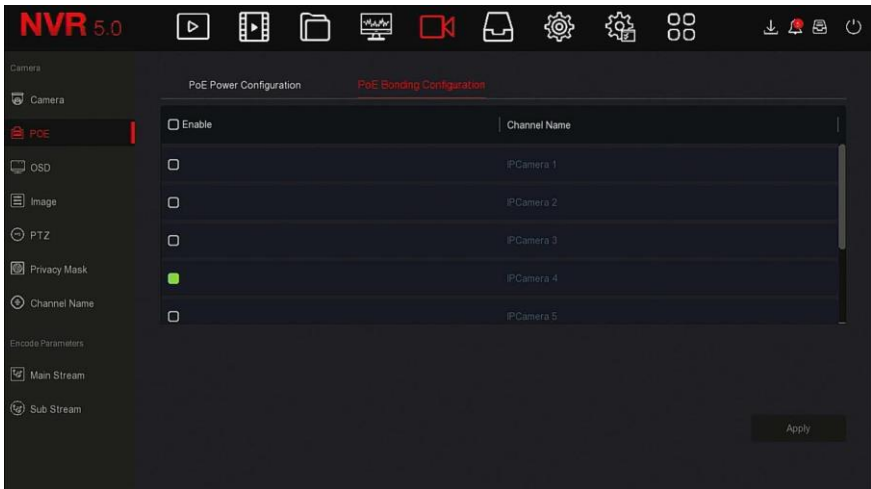 NVR 5.0
Camera
Camera
POE
OSD
Image
PTZ
Privacy Mask
Channel Name
Encode Parameters
Main Stream
Sub Stream
PoE Power Configuration
PoE Bonding Configuration
Enable
Channel Name
IPCamera 1
IPCamera 2
IPCamera 3
IPCamera 4
IPCamera 5
Apply